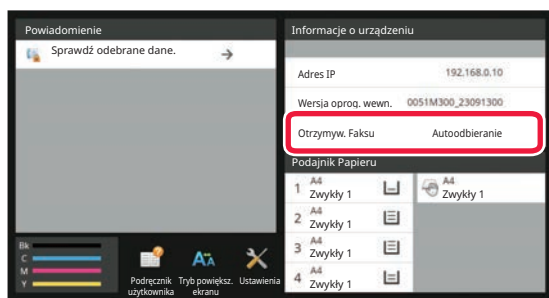 Powiadomienie
Sprawdź odebrane dane.
Informacje o urządzeniu
Adres IP 192.168.0.10
Wersja oprog. wewn. 0051M300_23091300
Otrzymyw. Faksu Autoodbieranie
Podajnik Papieru
1 A4
Zwykły 1
A4
Zwykły 1
2 A4
Zwykły 1
3 A4
Zwykły 1
4 A4
Zwykły 1
Bk
C
M
Y
Podręcznik
użytkownika
Tryb powiększ.
ekranu
Ustawienia